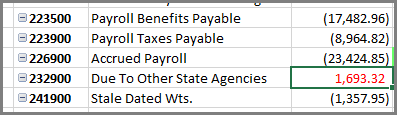 223500 Payroll Benefits Payable (17,482.96)
223900 Payroll Taxes Payable (8,964.82)
226900 Accrued Payroll (23,424.85)
232900 Due To Other State Agencies 1,693.32
241900 Stale Dated Wts. (1,357.95)